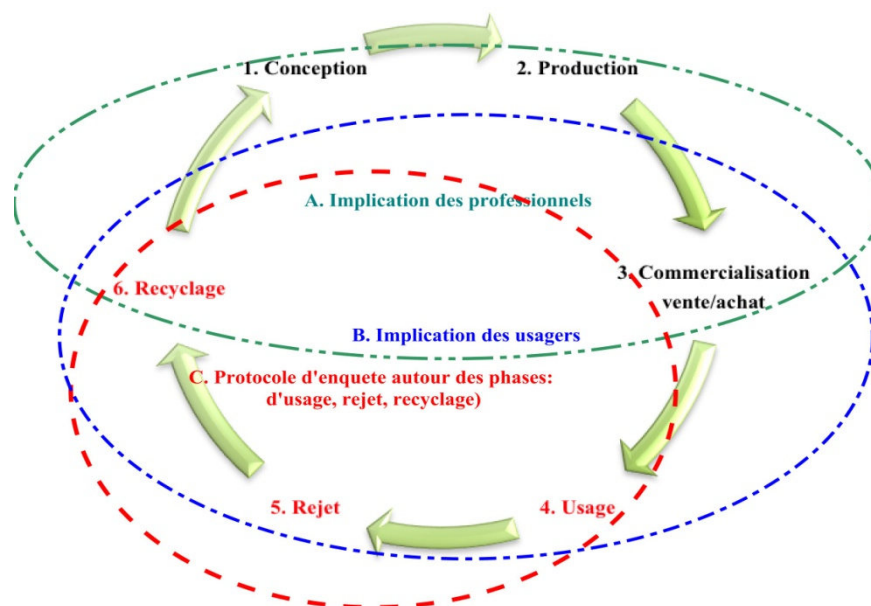 1. Conception
2. Production
A. Implication des professionnels
3. Commercialisation
vente/achat
6. Recyclage
B. Implication des usagers
C. Protocole d'enquete autour des phases:
d'usage, rejet, recyclage)
5. Rejet
4. Usage